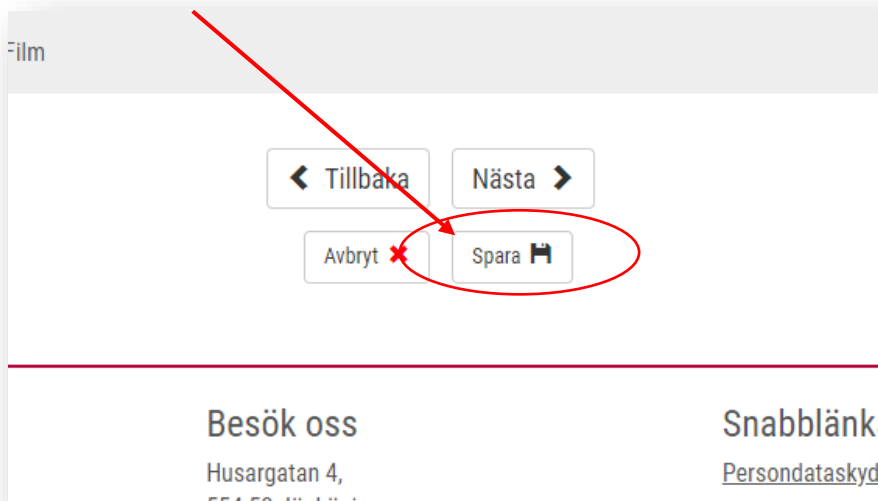 Film
Tillbaka
Nästa
Avbryt
Spara
Besök oss
Husargatan 4,
Snabblänk
Persondataskyd